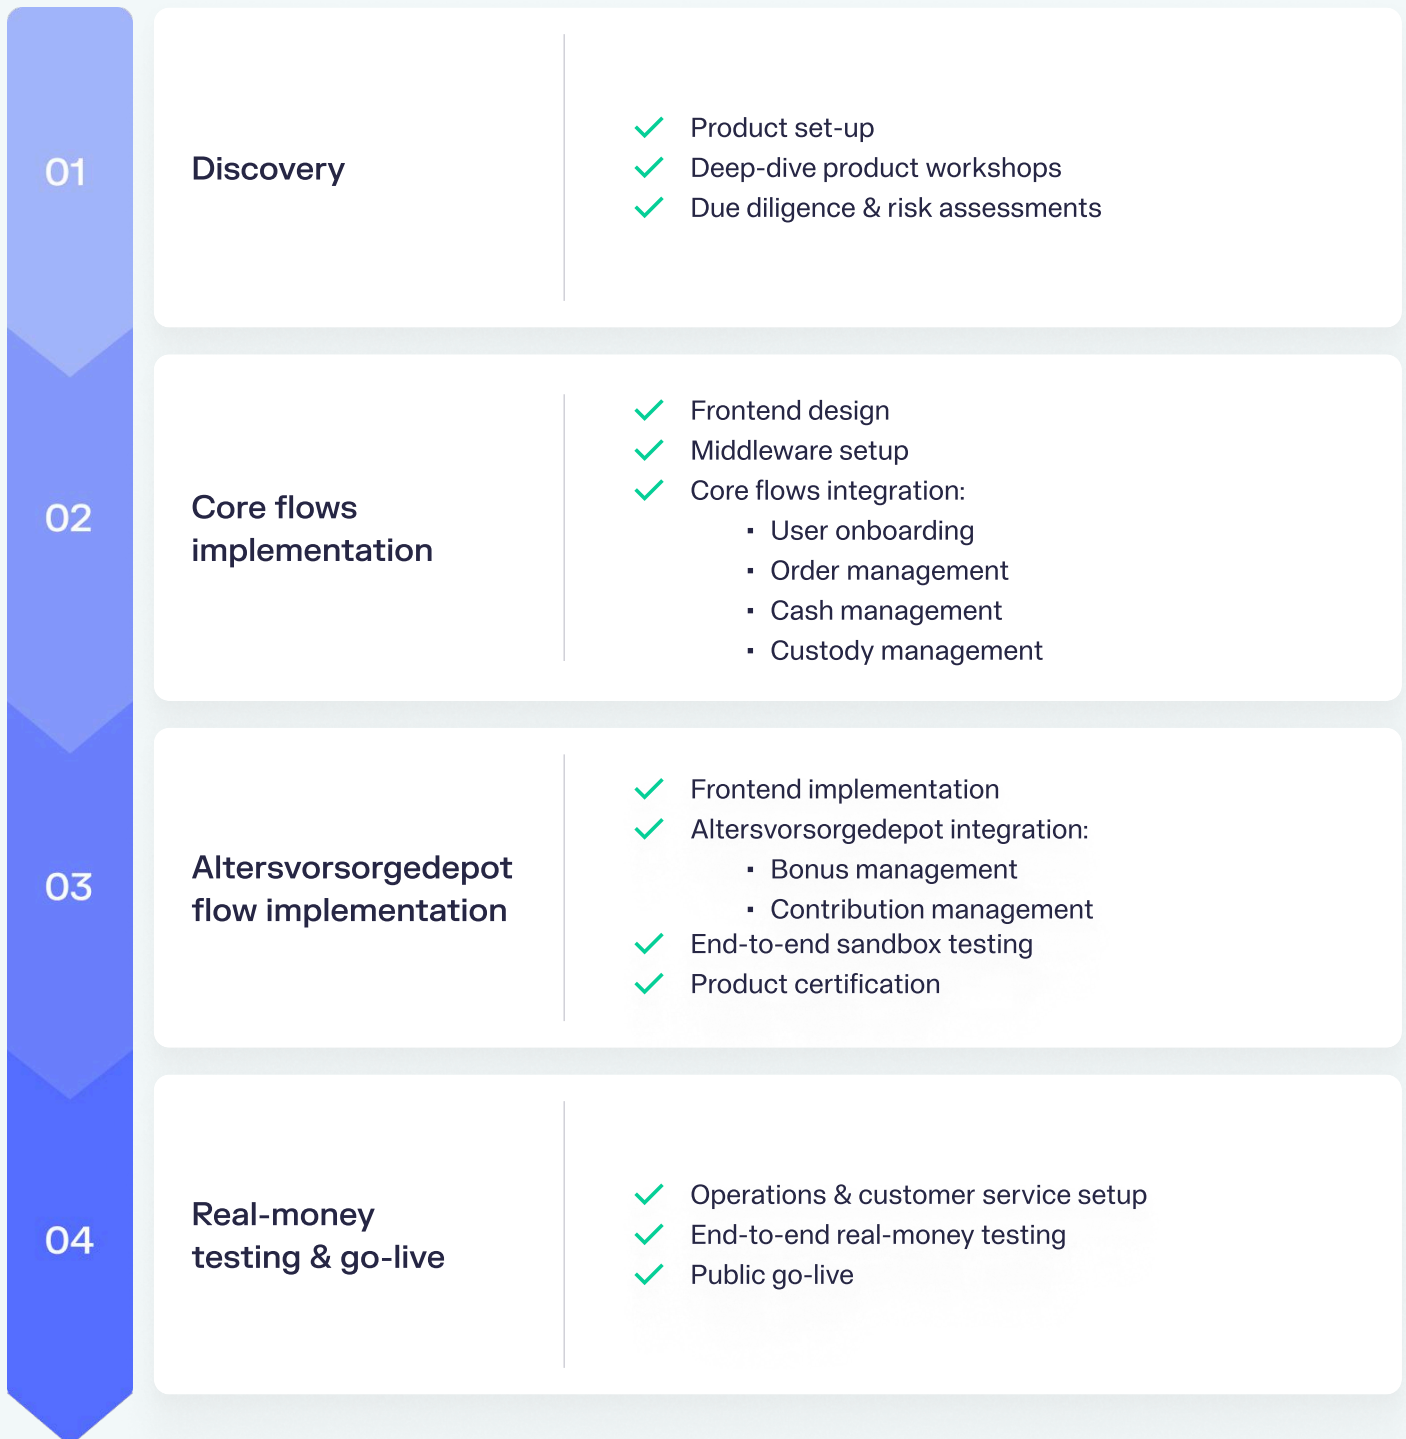 01
Discovery
Product set-up
Deep-dive product workshops
Due diligence & risk assessments
02
Core flows
implementation
Frontend design
Middleware setup
Core flows integration:
User onboarding
Order management
Cash management
Custody management
03
Altersvorsorgedepot
flow implementation
Frontend implementation
Altersvorsorgedepot integration:
Bonus management
Contribution management
End-to-end sandbox testing
Product certification
04
Real-money
testing & go-live
Operations & customer service setup
End-to-end real-money testing
Public go-live